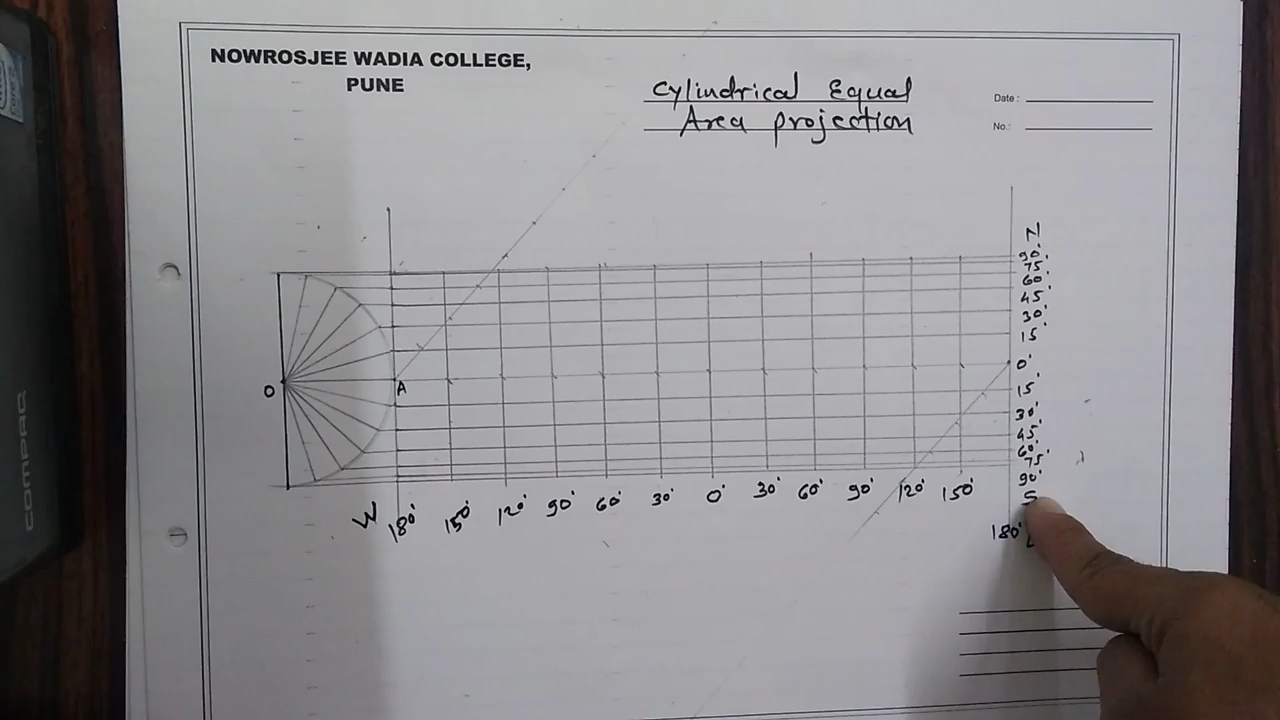 NOWROSJEE WADIA COLLEGE,
PUNE
Cylindrical Equal
Area projection
Date :
No.:
N
90°
75°
60°
45°
30°
15°
0°
15°
30°
45°
60°
75°
90°
S
O
A
W 180° 150° 120° 90° 60° 30° 0° 30° 60° 90° 120° 150° 180°
COMPAQ